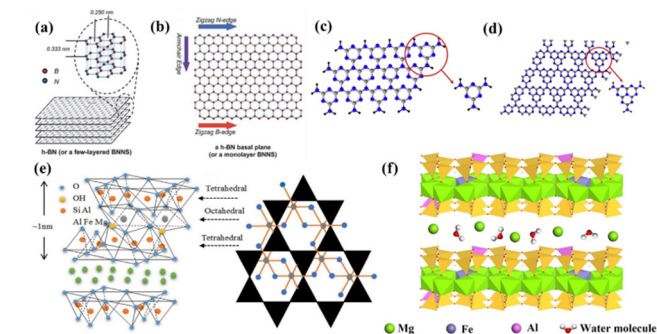 (a)
0.250 nm
0.333 nm
B
N
h-BN (or a few-layered BNNS)
(b)
Zigzag N-edge
Armchair Edge
Zigzag B-edge
a h-BN basal plane
(or a monolayer BNNS)
(c)
(d)
(e)
~1nm
O
OH
Si Al
Al Fe Mg
Tetrahedral
Octahedral
Tetrahedral
(f)
Mg
Fe
Al
Water molecule